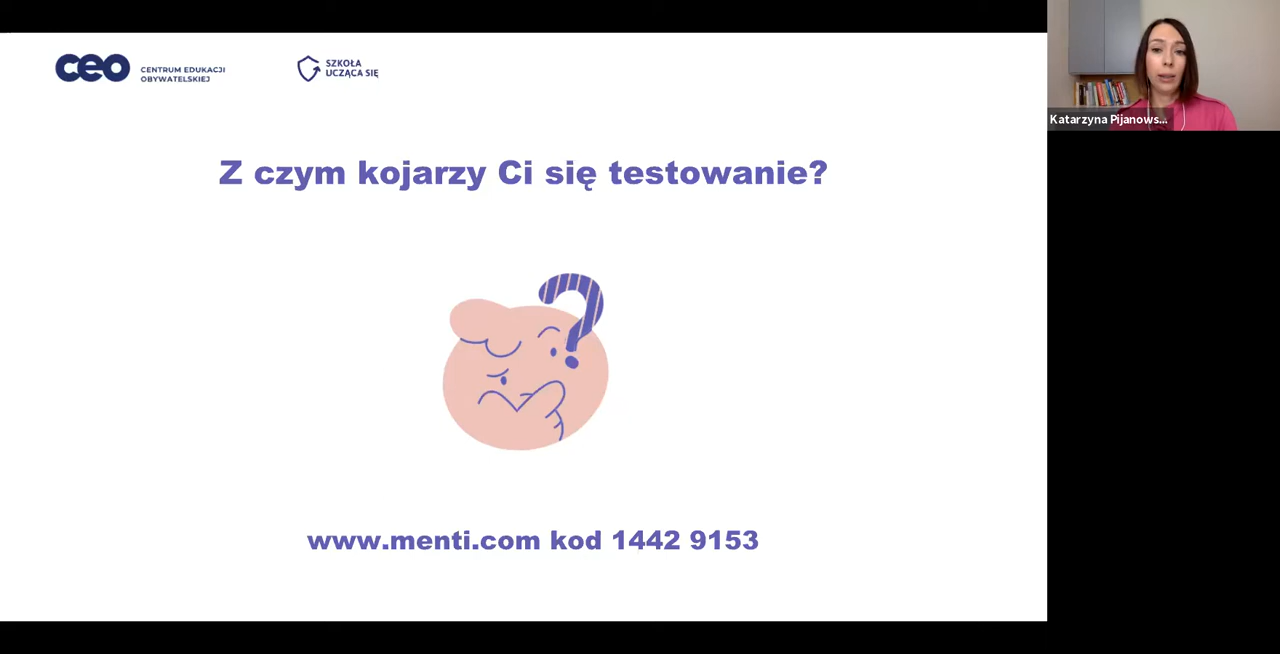 ceo
CENTRUM EDUKACJI
OBYWATELSKIEJ
SZKOŁA
UCZĄCA SIĘ
Katarzyna Pijanows...
Z czym kojarzy Ci się testowanie?
www.menti.com kod 1442 9153